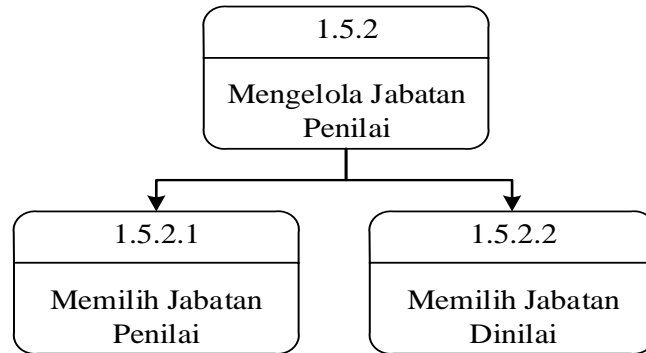 1.5.2
Mengelola Jabatan
Penilai
1.5.2.1
Memilih Jabatan
Penilai
1.5.2.2
Memilih Jabatan
Dinilai